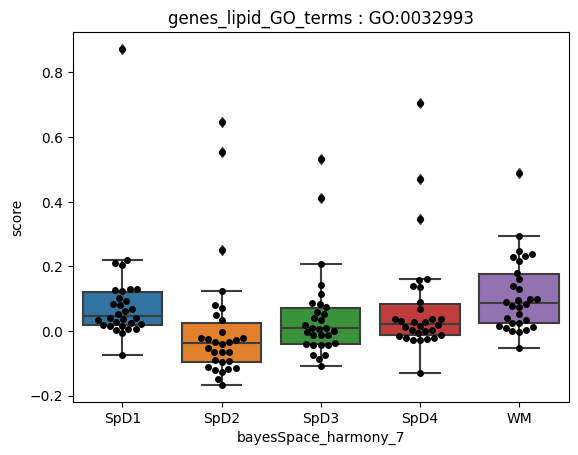 genes_lipid_GO_terms : GO:0032993
score
0.8
0.6
0.4
0.2
0.0
−0.2
SpD1 SpD2 SpD3 SpD4 WM
bayesSpace_harmony_7